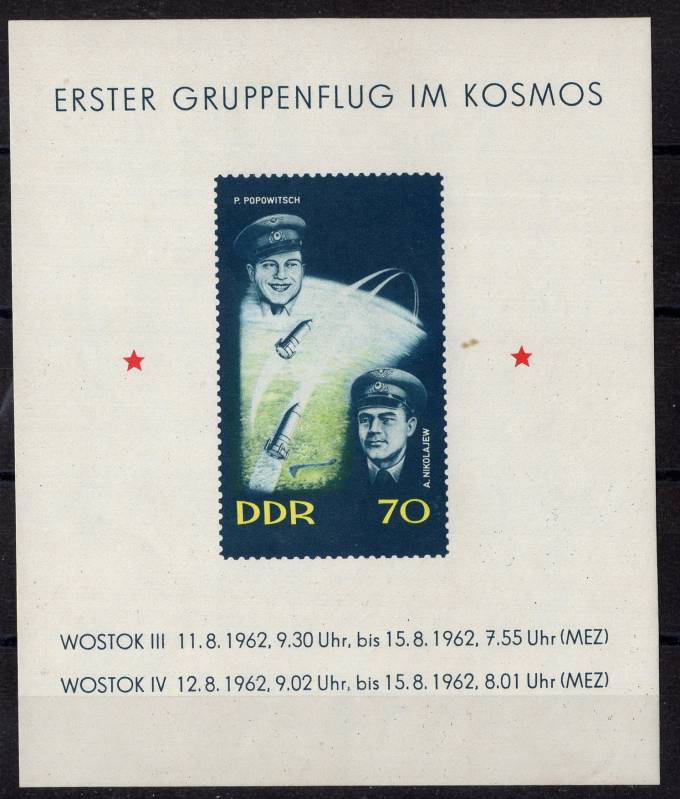 ERSTER GRUPPENFLUG IM KOSMOS
P. POPOWITSCH
A. NIKOLAJEW
DDR 70
WOSTOK III 11.8.1962, 9.30 Uhr, bis 15.8.1962, 7.55 Uhr (MEZ)
WOSTOK IV 12.8.1962, 9.02 Uhr, bis 15.8.1962, 8.01 Uhr (MEZ)